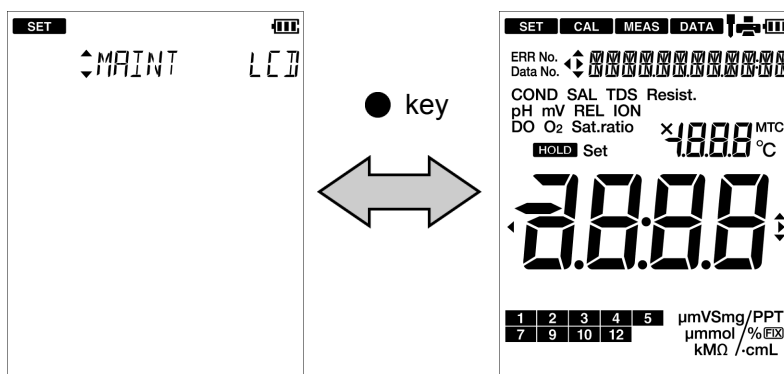 SET
MAINT LCD
● key
SET CAL MEAS DATA
ERR No.
Data No.
COND SAL TDS Resist.
pH mV REL ION
DO O2 Sat.ratio
MTC
HOLD Set
°C
1 2 3 4 5
7 9 10 12
µmVSmg/PPT
µmmol/%FIX
kMΩ/·cmL